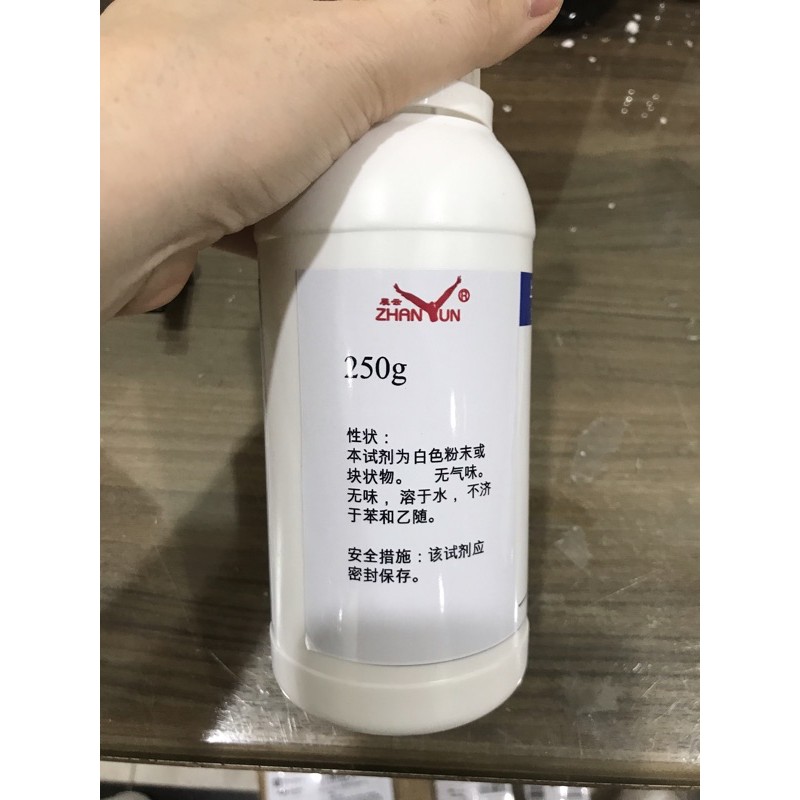 展云
ZHANYUN
250g
性状：
本试剂为白色粉末或
块状物。 无气味。
无味，溶于水，不济
于苯和乙随。
安全措施：该试剂应
密封保存。